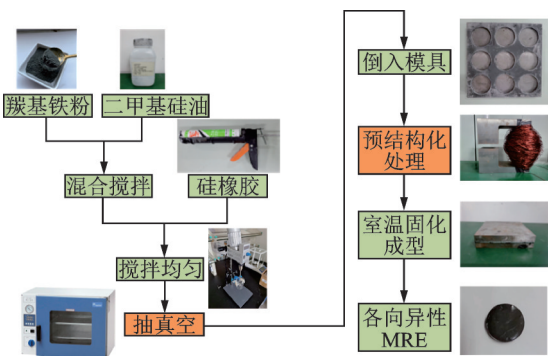 羰基铁粉
二甲基硅油
混合搅拌
硅橡胶
搅拌均匀
抽真空
倒入模具
预结构化
处理
室温固化
成型
各向异性
MRE